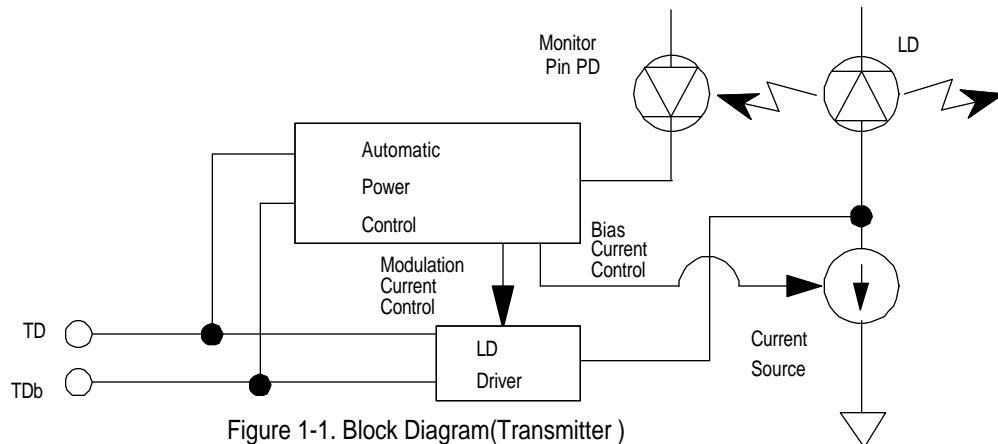 Monitor
Pin PD
LD
Automatic
Power
Control
Bias
Current
Control
Modulation
Current
Control
TD
LD
Driver
TDb
Current
Source
Figure 1-1. Block Diagram(Transmitter )